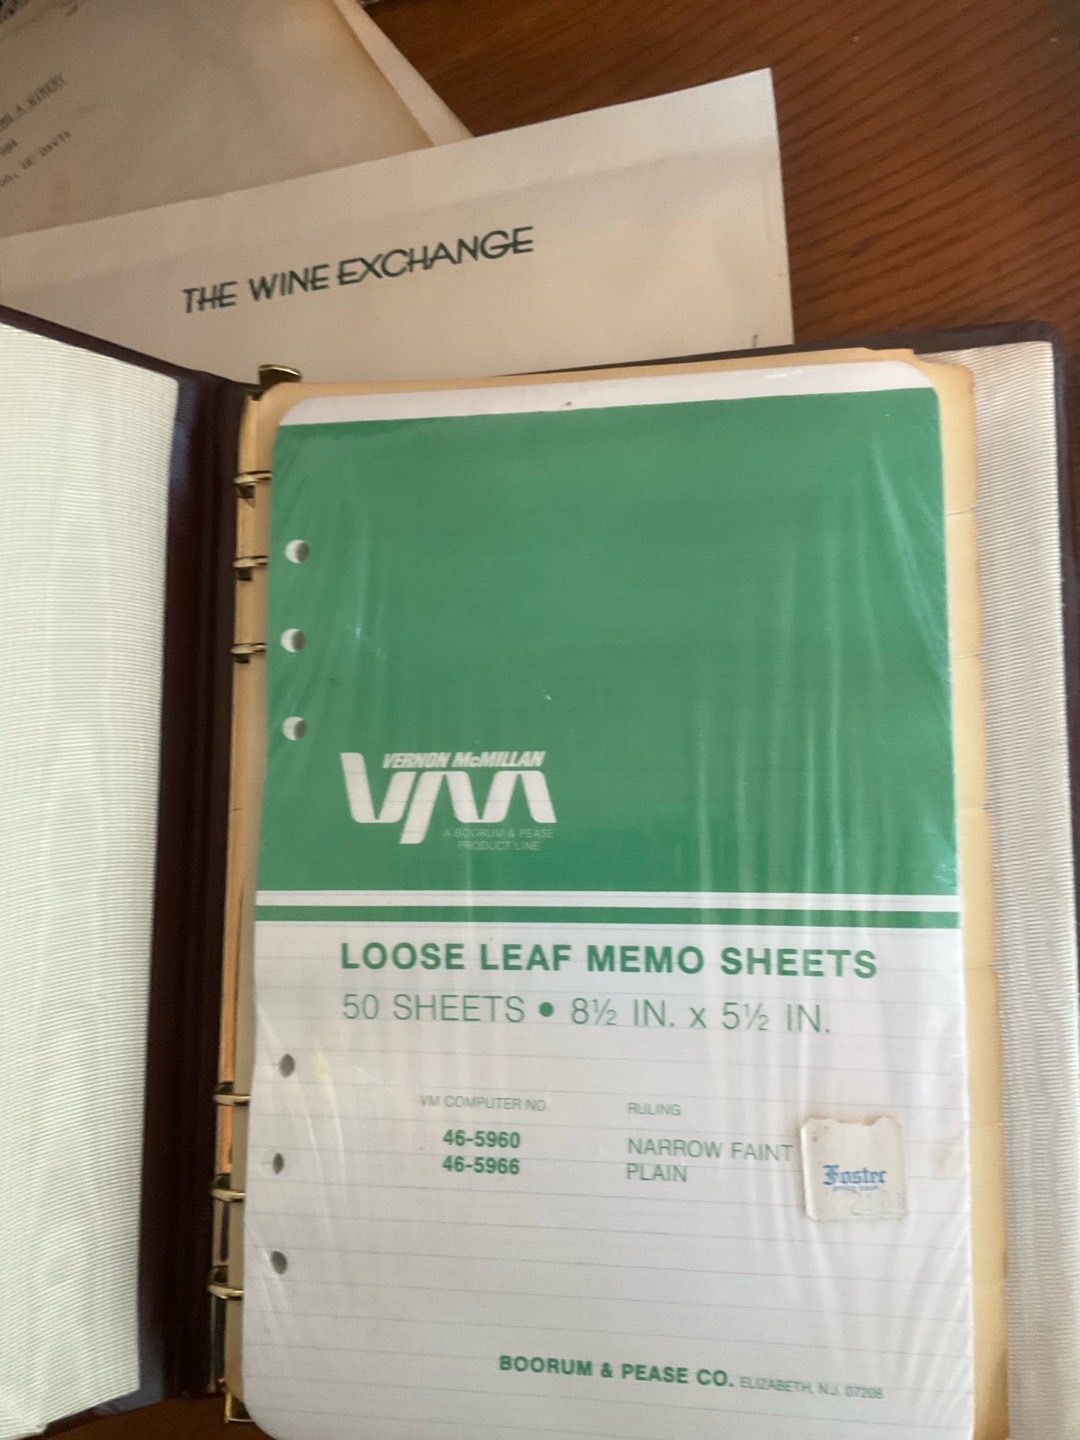 A WINERY
THE WINE EXCHANGE
VERNON McMILLAN
VM
A BOORUM & PEASE
PRODUCT LINE
LOOSE LEAF MEMO SHEETS
50 SHEETS • 8½ IN. x 5½ IN.
VM COMPUTER NO. RULING
46-5960 NARROW FAINT
46-5966 PLAIN
Foster
BOORUM & PEASE CO. ELIZABETH, N.J. 07206